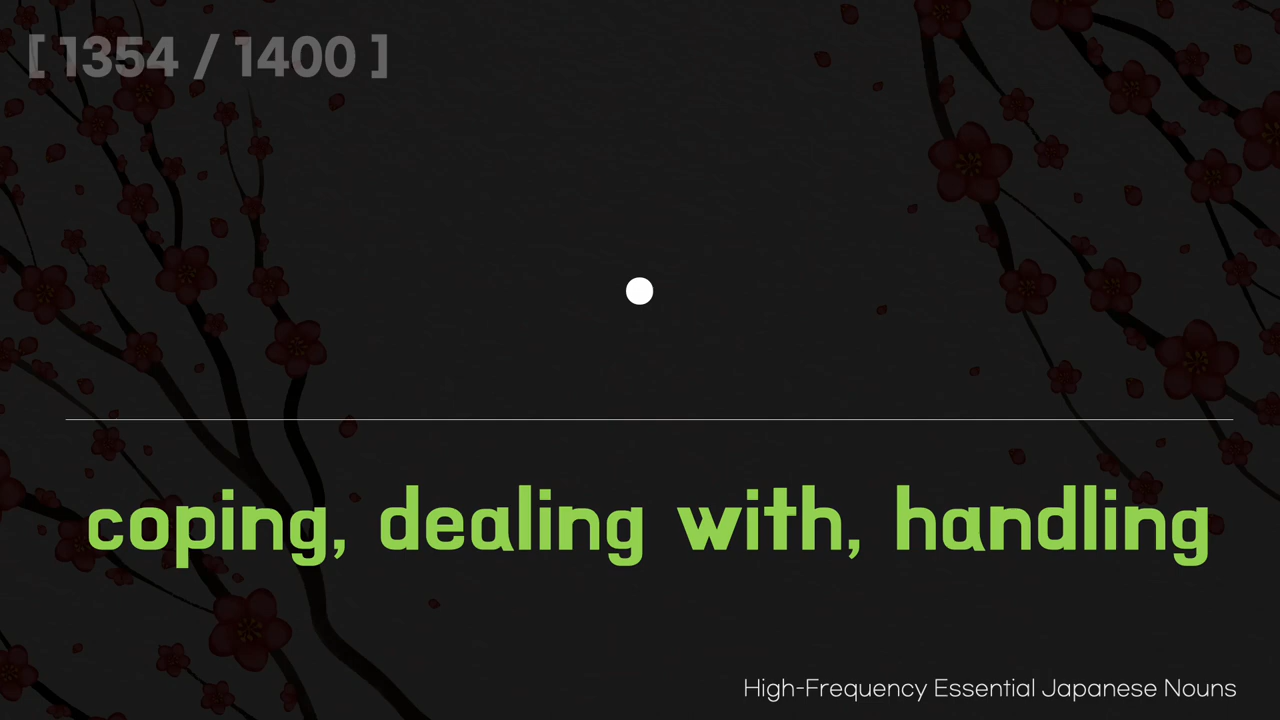 [ 1354 / 1400 ]
coping, dealing with, handling
High-Frequency Essential Japanese Nouns